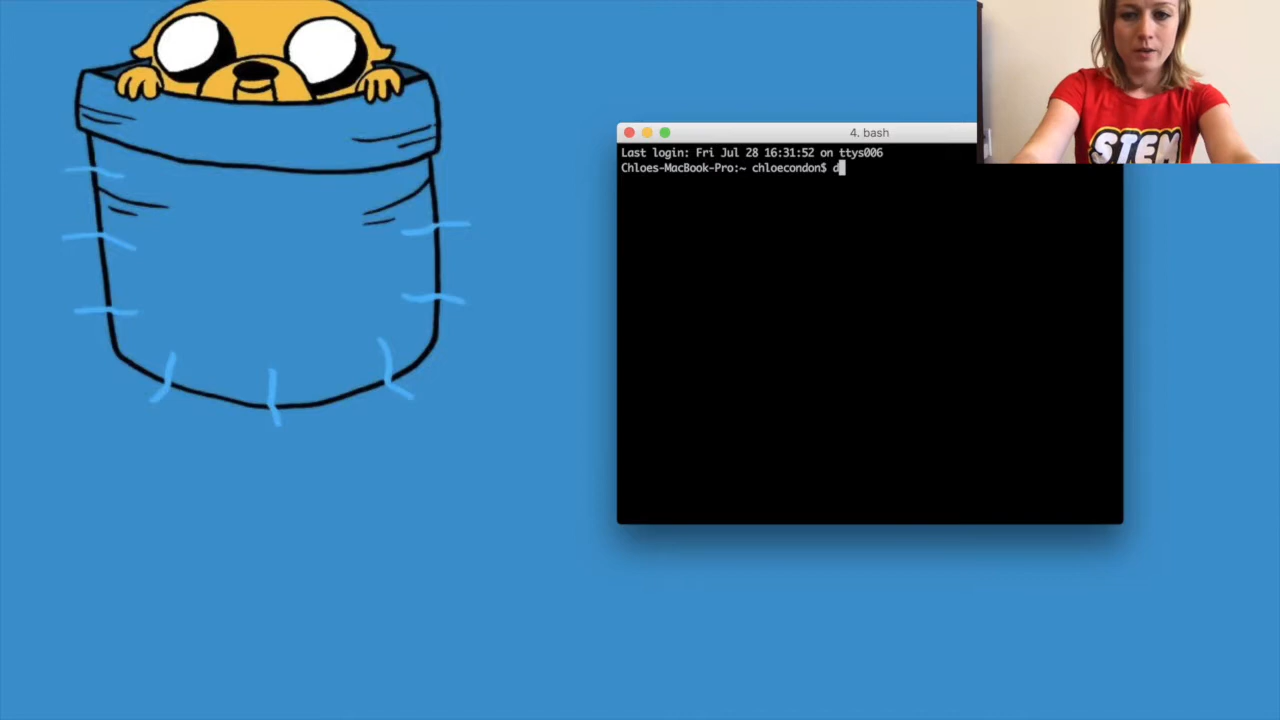 4. bash
Last login: Fri Jul 28 16:31:52 on ttys006
Chloes-MacBook-Pro:~ chloecondon$ d
STEM